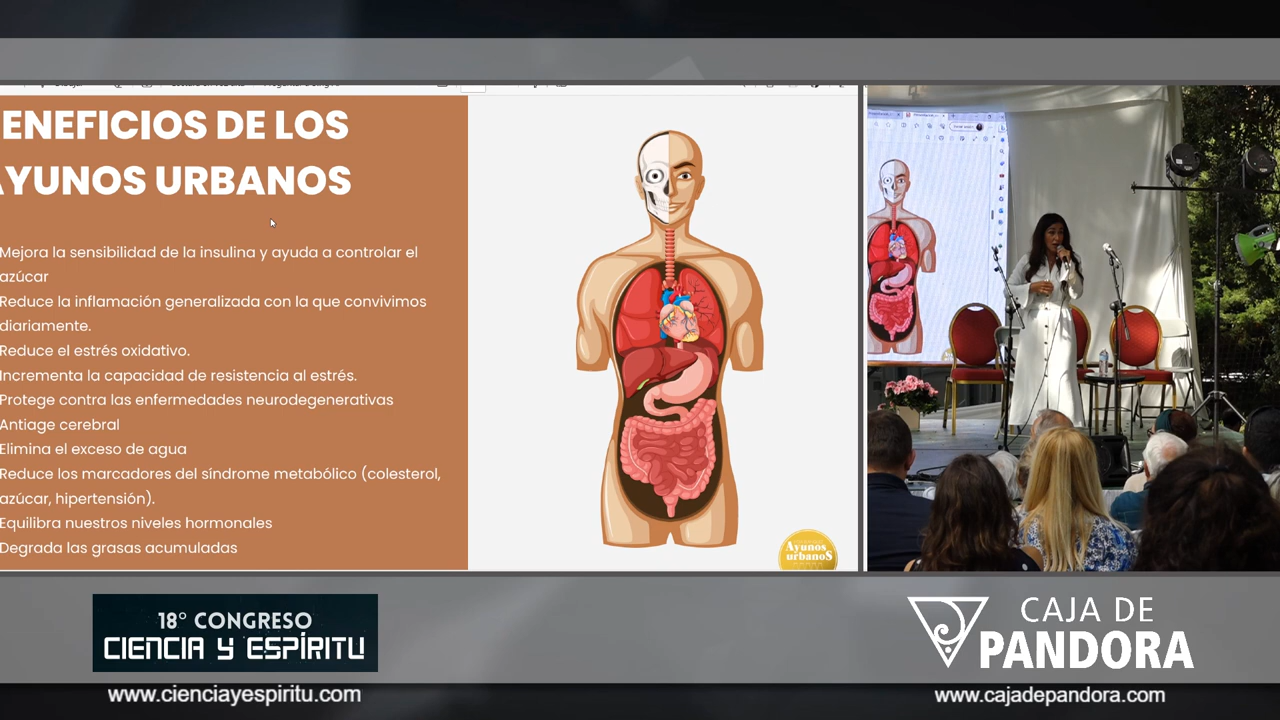 ENEFICIOS DE LOS
AYUNOS URBANOS
Mejora la sensibilidad de la insulina y ayuda a controlar el
azúcar
Reduce la inflamación generalizada con la que convivimos
diariamente.
Reduce el estrés oxidativo.
Incrementa la capacidad de resistencia al estrés.
Protege contra las enfermedades neurodegenerativas
Antiage cerebral
Elimina el exceso de agua
Reduce los marcadores del síndrome metabólico (colesterol,
azúcar, hipertensión).
Equilibra nuestros niveles hormonales
Degrada las grasas acumuladas
Ayunos
urbanos
18º CONGRESO
CIENCIA Y ESPÍRITU
www.cienciayespiritu.com
CAJA DE
PANDORA
www.cajadepandora.com